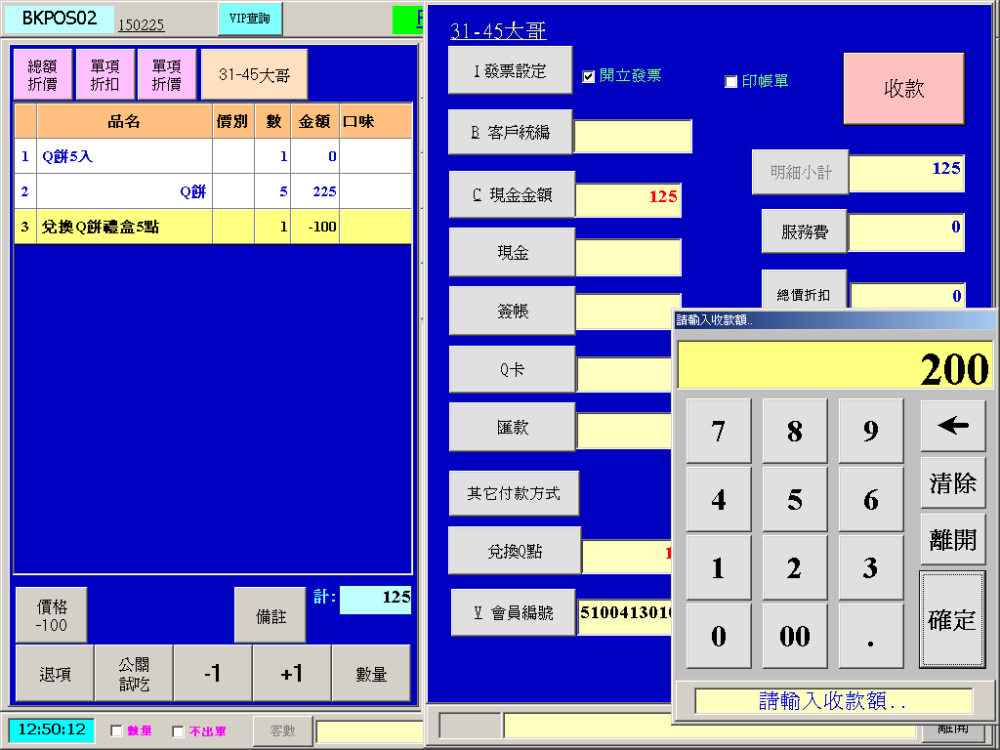 BKPOS02 150225 VIP查詢
總額折價 單項折扣 單項折價 31-45大哥
品名 價別 數 金額 口味
1 Q餅5入 1 0
2 Q餅 5 225
3 兌換Q餅禮盒5點 1 -100
價格 -100 備註 計: 125
退項 公關試吃 -1 +1 數量
12:50:12 數量 不出單 客數
31-45大哥
I 發票設定 開立發票 印帳單 收款
B 客戶統編
明細小計 125
C 現金金額 125
服務費 0
現金
總價折扣 0
簽帳
Q卡
匯款
其它付款方式
兌換Q點
V 會員編號
請輸入收款額..
200
7 8 9 ←
4 5 6 清除
1 2 3 離開
0 00 . 確定
請輸入收款額..
離開